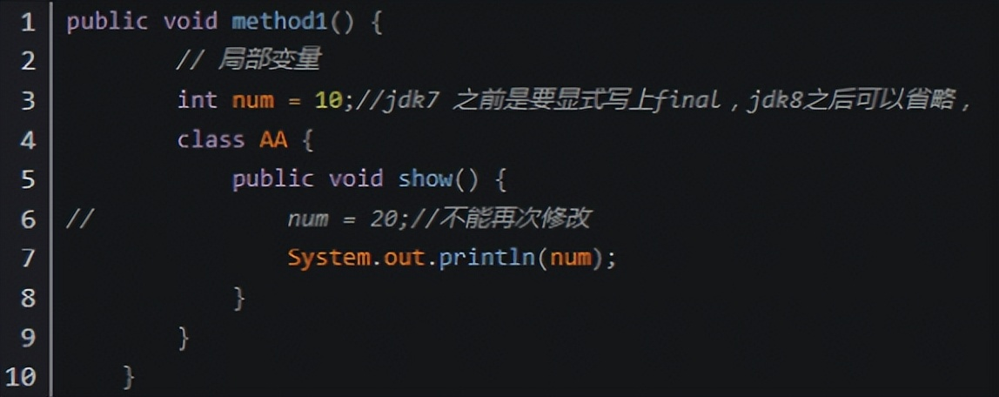 1 public void method1() {
2 // 局部变量
3 int num = 10;//jdk7 之前是要显式写上final，jdk8之后可以省略，
4 class AA {
5 public void show() {
6 // num = 20;//不能再次修改
7 System.out.println(num);
8 }
9 }
10 }